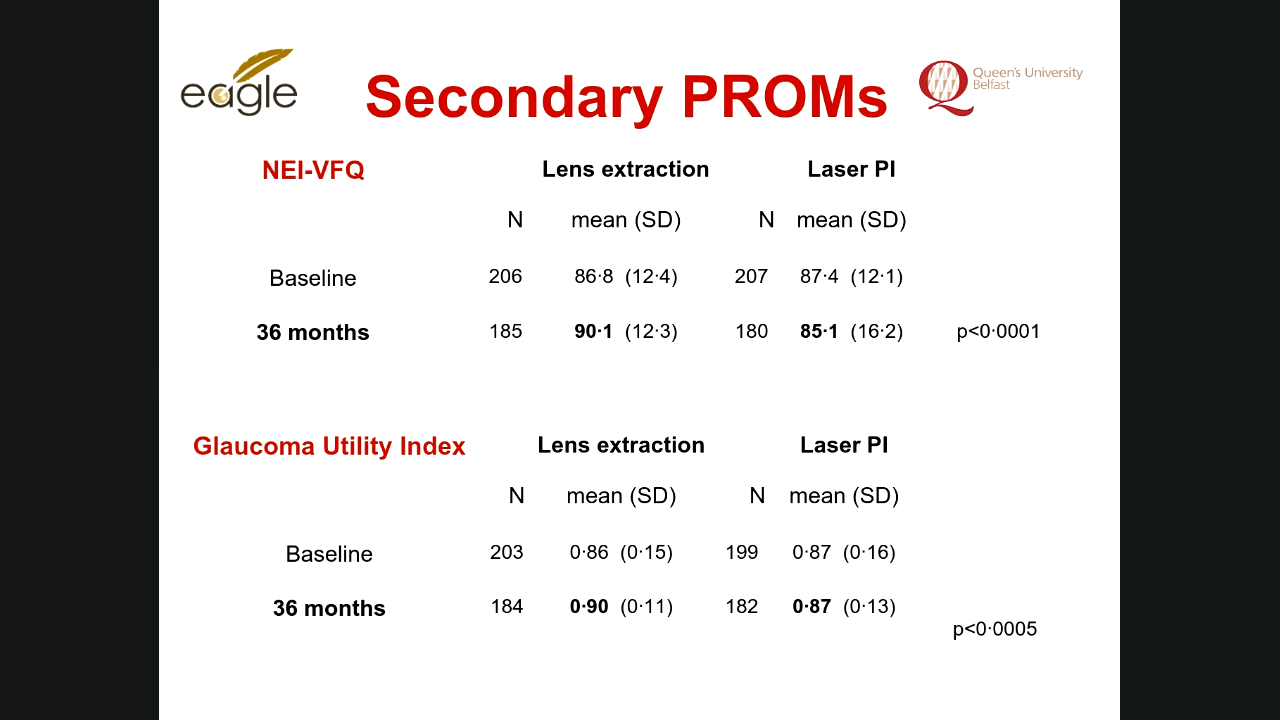 eagle
Secondary PROMs
Queen's University
Belfast
NEI-VFQ Lens extraction Laser PI
N mean (SD) N mean (SD)
Baseline 206 86·8 (12·4) 207 87·4 (12·1)
36 months 185 90·1 (12·3) 180 85·1 (16·2) p<0·0001
Glaucoma Utility Index Lens extraction Laser PI
N mean (SD) N mean (SD)
Baseline 203 0·86 (0·15) 199 0·87 (0·16)
36 months 184 0·90 (0·11) 182 0·87 (0·13)
p<0·0005